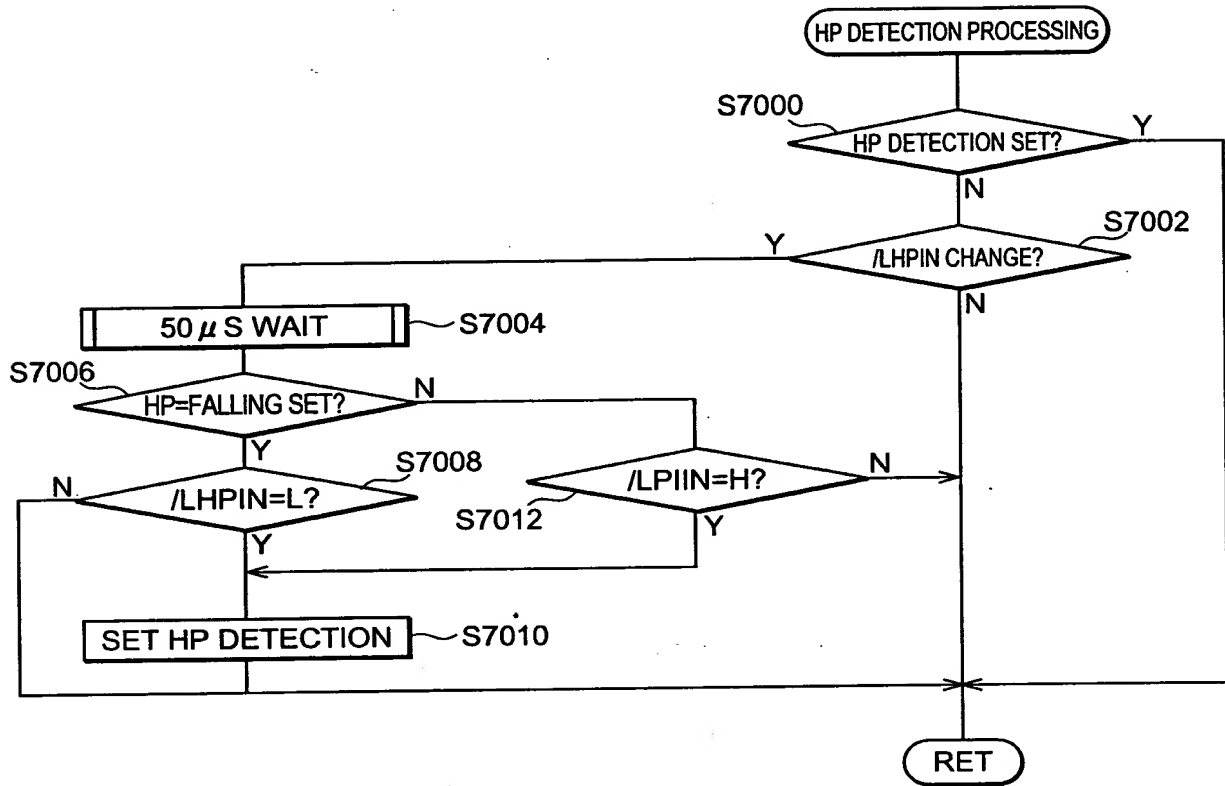 HP DETECTION PROCESSING
S7000
HP DETECTION SET?
Y
N
S7002
/LHPIN CHANGE?
Y
N
50 μ S WAIT
S7004
S7006
HP=FALLING SET?
N
Y
S7008
/LHPIN=L?
N
Y
/LPIIN=H?
N
S7012
Y
SET HP DETECTION
S7010
RET